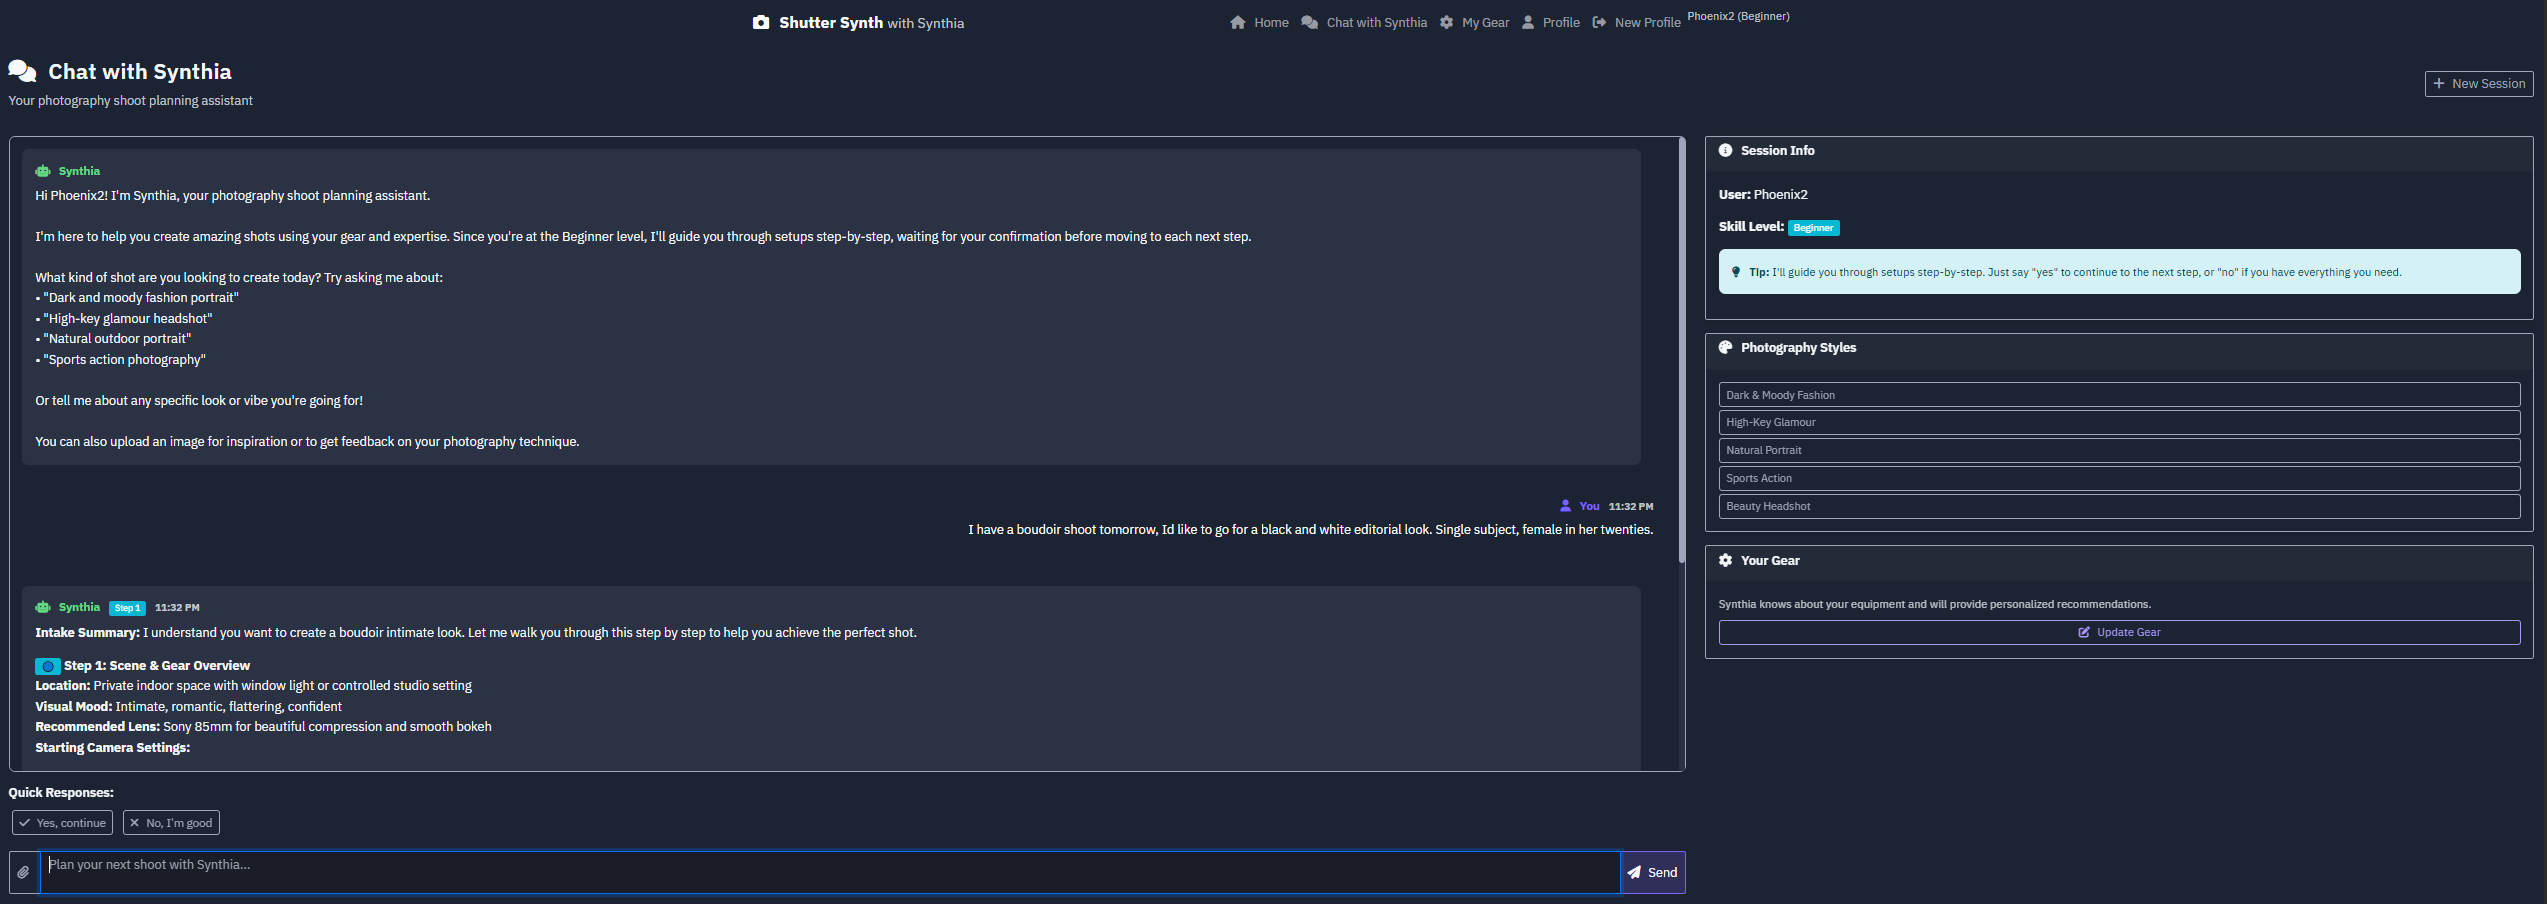 Shutter Synth with Synthia
Home Chat with Synthia My Gear Profile New Profile Phoenix2 (Beginner)
Chat with Synthia
Your photography shoot planning assistant
New Session
Synthia
Hi Phoenix2! I'm Synthia, your photography shoot planning assistant.
I'm here to help you create amazing shots using your gear and expertise. Since you're at the Beginner level, I'll guide you through setups step-by-step, waiting for your confirmation before moving to each next step.
What kind of shot are you looking to create today? Try asking me about:
• "Dark and moody fashion portrait"
• "High-key glamour headshot"
• "Natural outdoor portrait"
• "Sports action photography"
Or tell me about any specific look or vibe you're going for!
You can also upload an image for inspiration or to get feedback on your photography technique.
You 11:32 PM
I have a boudoir shoot tomorrow, Id like to go for a black and white editorial look. Single subject, female in her twenties.
Synthia Step 1 11:32 PM
Intake Summary: I understand you want to create a boudoir intimate look. Let me walk you through this step by step to help you achieve the perfect shot.
Step 1: Scene & Gear Overview
Location: Private indoor space with window light or controlled studio setting
Visual Mood: Intimate, romantic, flattering, confident
Recommended Lens: Sony 85mm for beautiful compression and smooth bokeh
Starting Camera Settings:
Quick Responses:
Yes, continue No, I'm good
Plan your next shoot with Synthia...
Send
Session Info
User: Phoenix2
Skill Level: Beginner
Tip: I'll guide you through setups step-by-step. Just say "yes" to continue to the next step, or "no" if you have everything you need.
Photography Styles
Dark & Moody Fashion
High-Key Glamour
Natural Portrait
Sports Action
Beauty Headshot
Your Gear
Synthia knows about your equipment and will provide personalized recommendations.
Update Gear